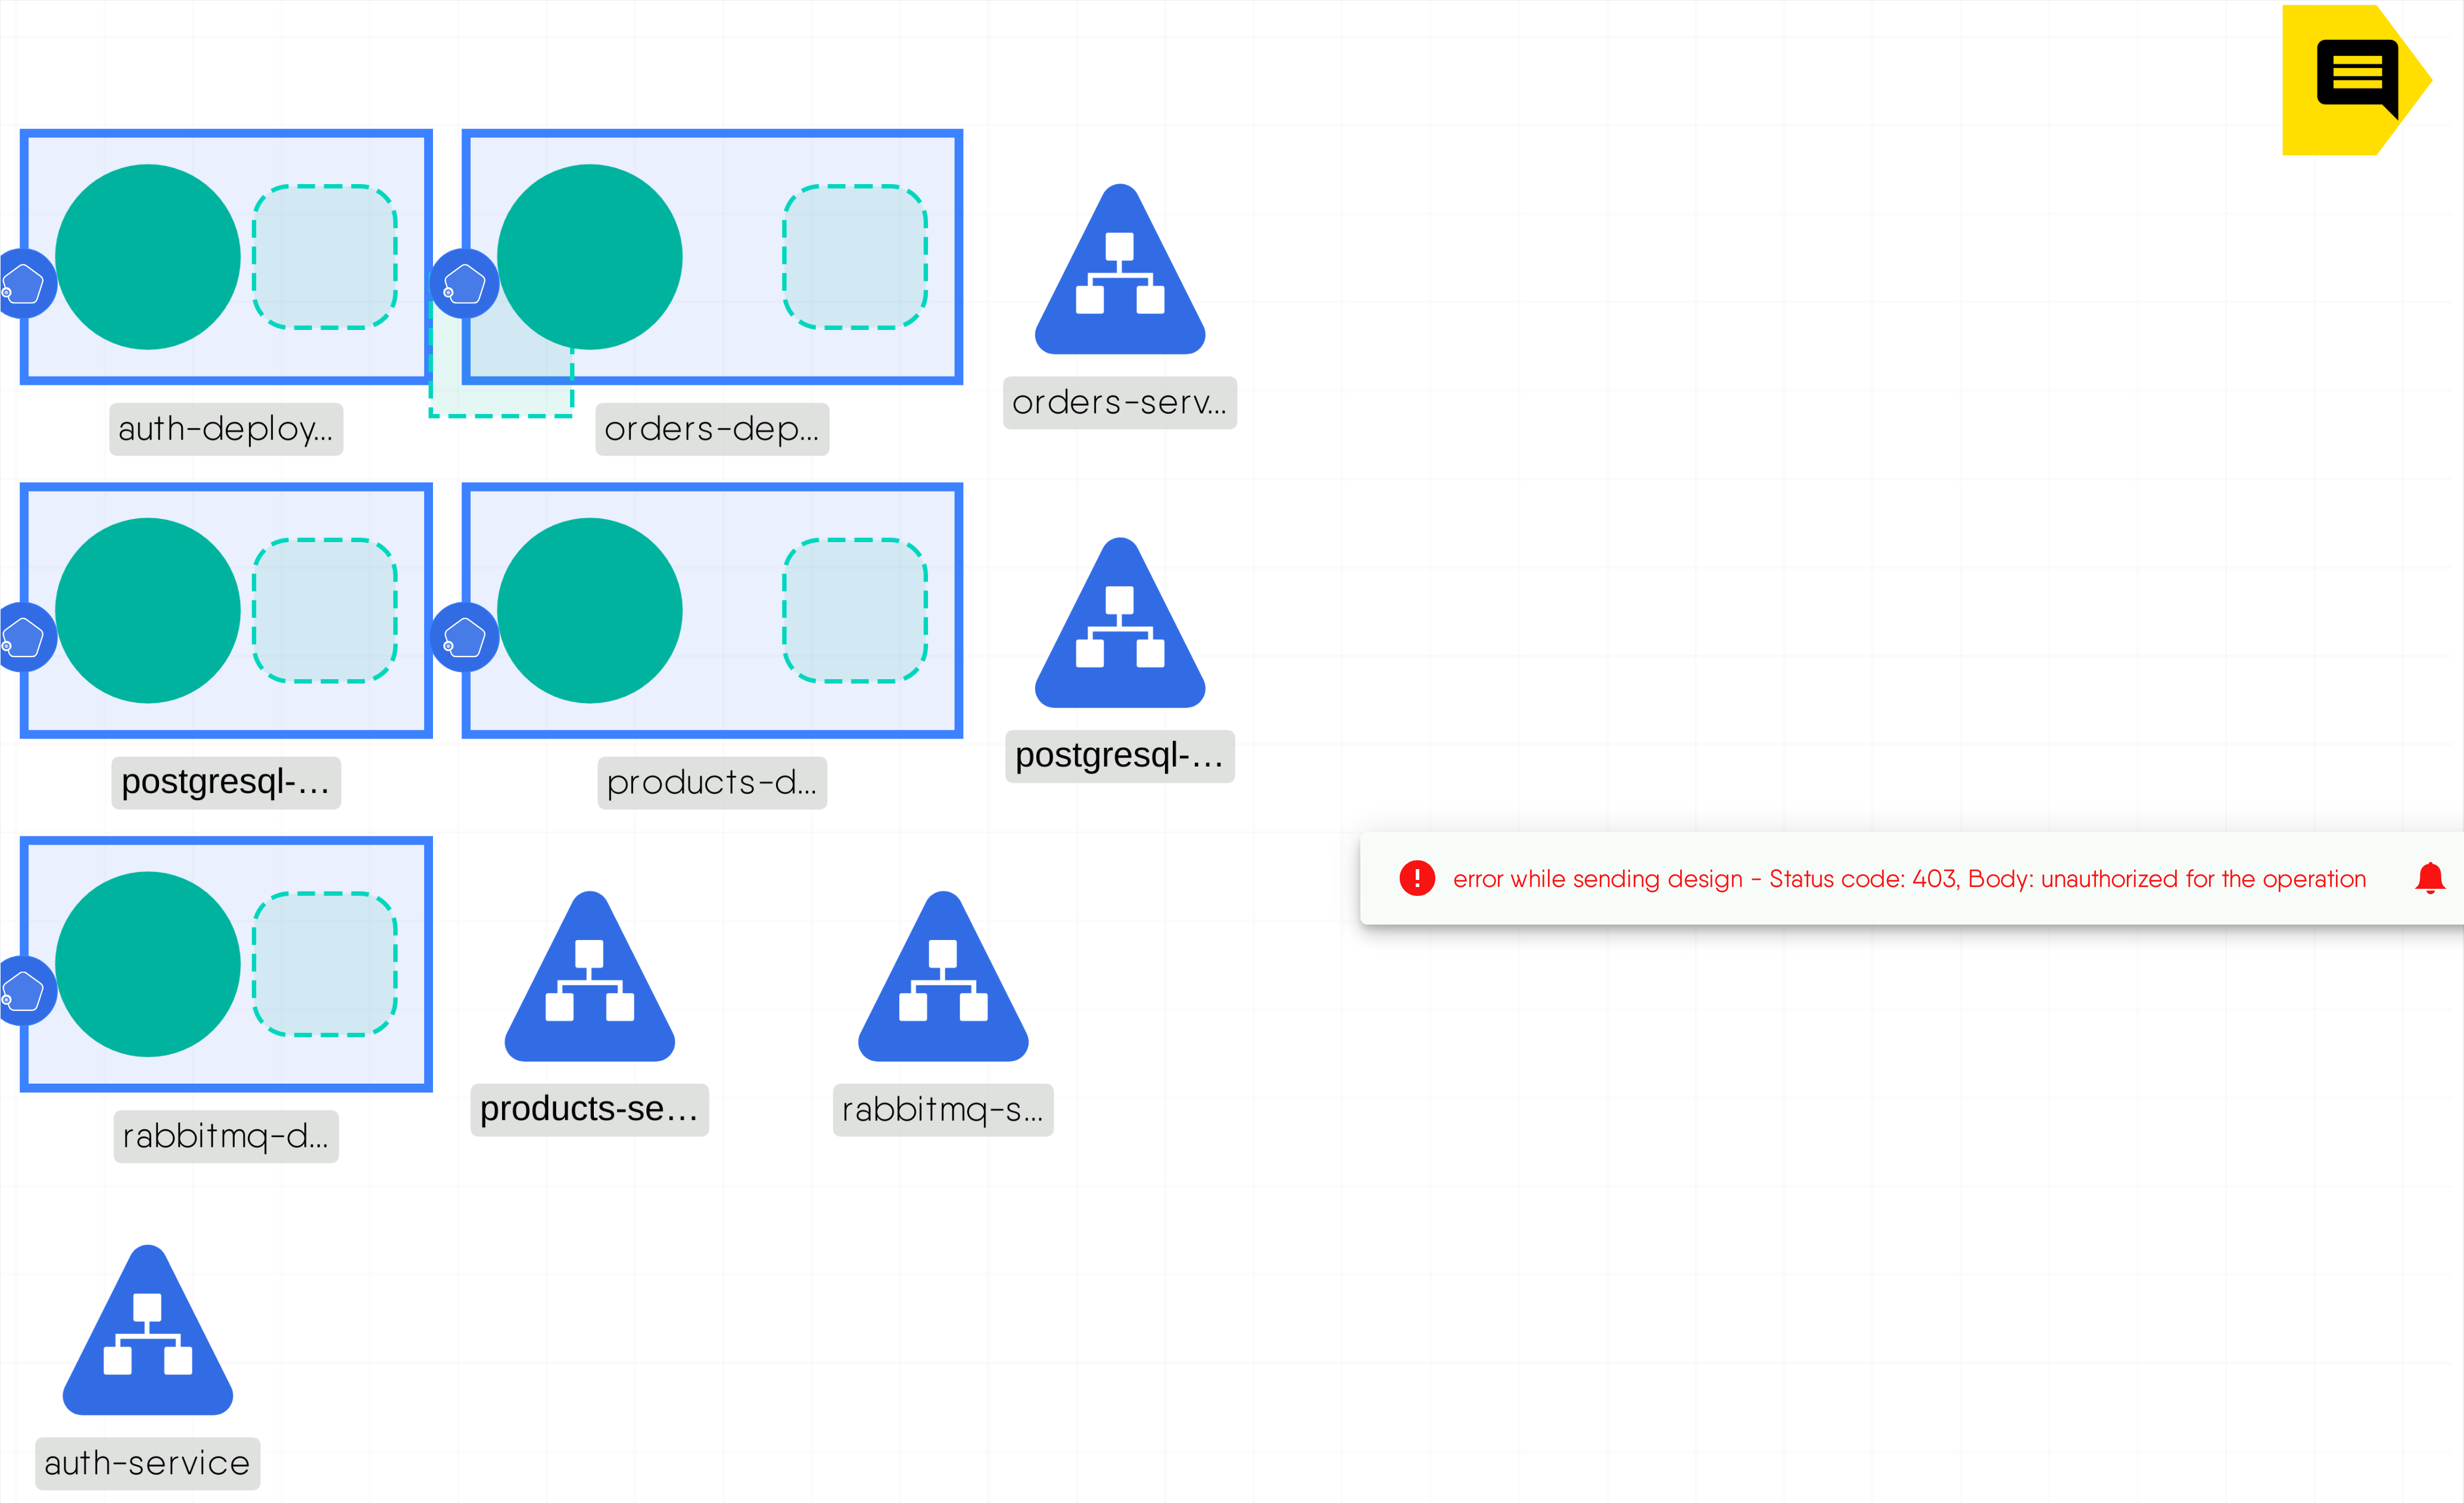 auth-deploy...
orders-dep...
orders-serv...
postgresql-...
products-d...
postgresql-...
error while sending design - Status code: 403, Body: unauthorized for the operation
rabbitmq-d...
products-se...
rabbitmq-s...
auth-service